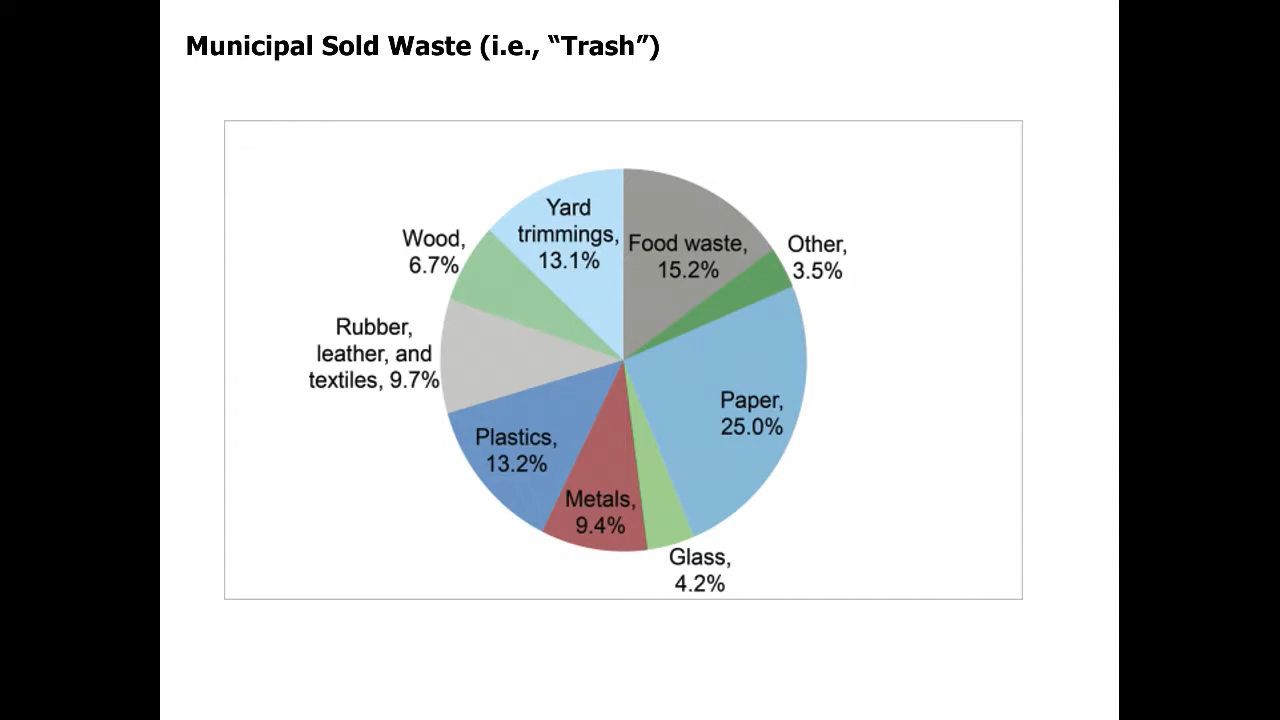 Municipal Sold Waste (i.e., “Trash”)
Yard
trimmings,
13.1%
Food waste,
15.2%
Other,
3.5%
Wood,
6.7%
Rubber,
leather, and
textiles, 9.7%
Paper,
25.0%
Plastics,
13.2%
Metals,
9.4%
Glass,
4.2%